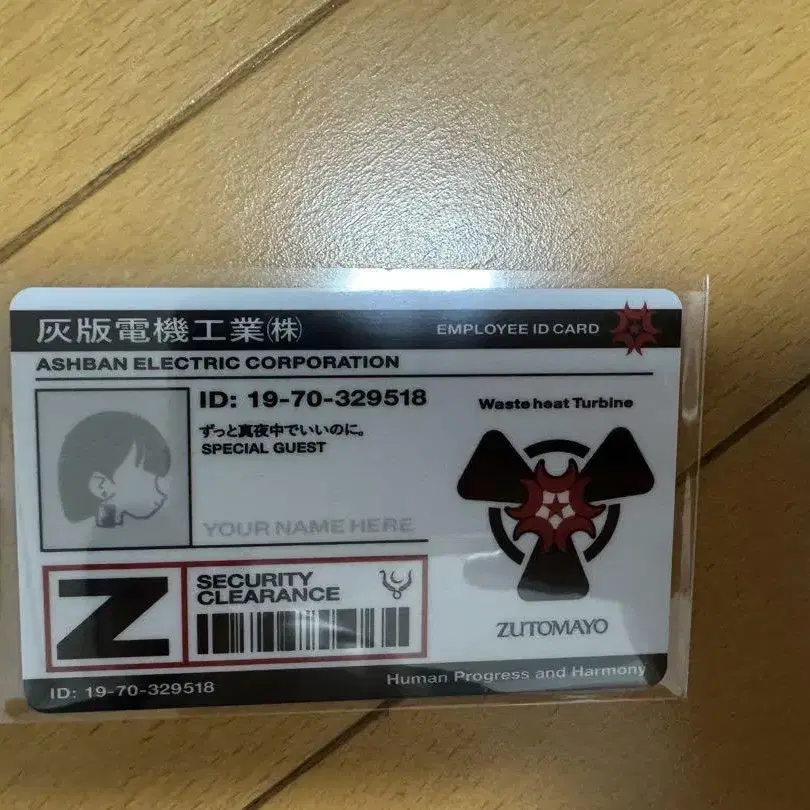 灰版電機工業㈱
EMPLOYEE ID CARD
ASHBAN ELECTRIC CORPORATION
ID: 19-70-329518
ずっと真夜中でいいのに。
SPECIAL GUEST
YOUR NAME HERE
Waste heat Turbine
ZUTOMAYO
Z
SECURITY
CLEARANCE
ID: 19-70-329518
Human Progress and Harmony